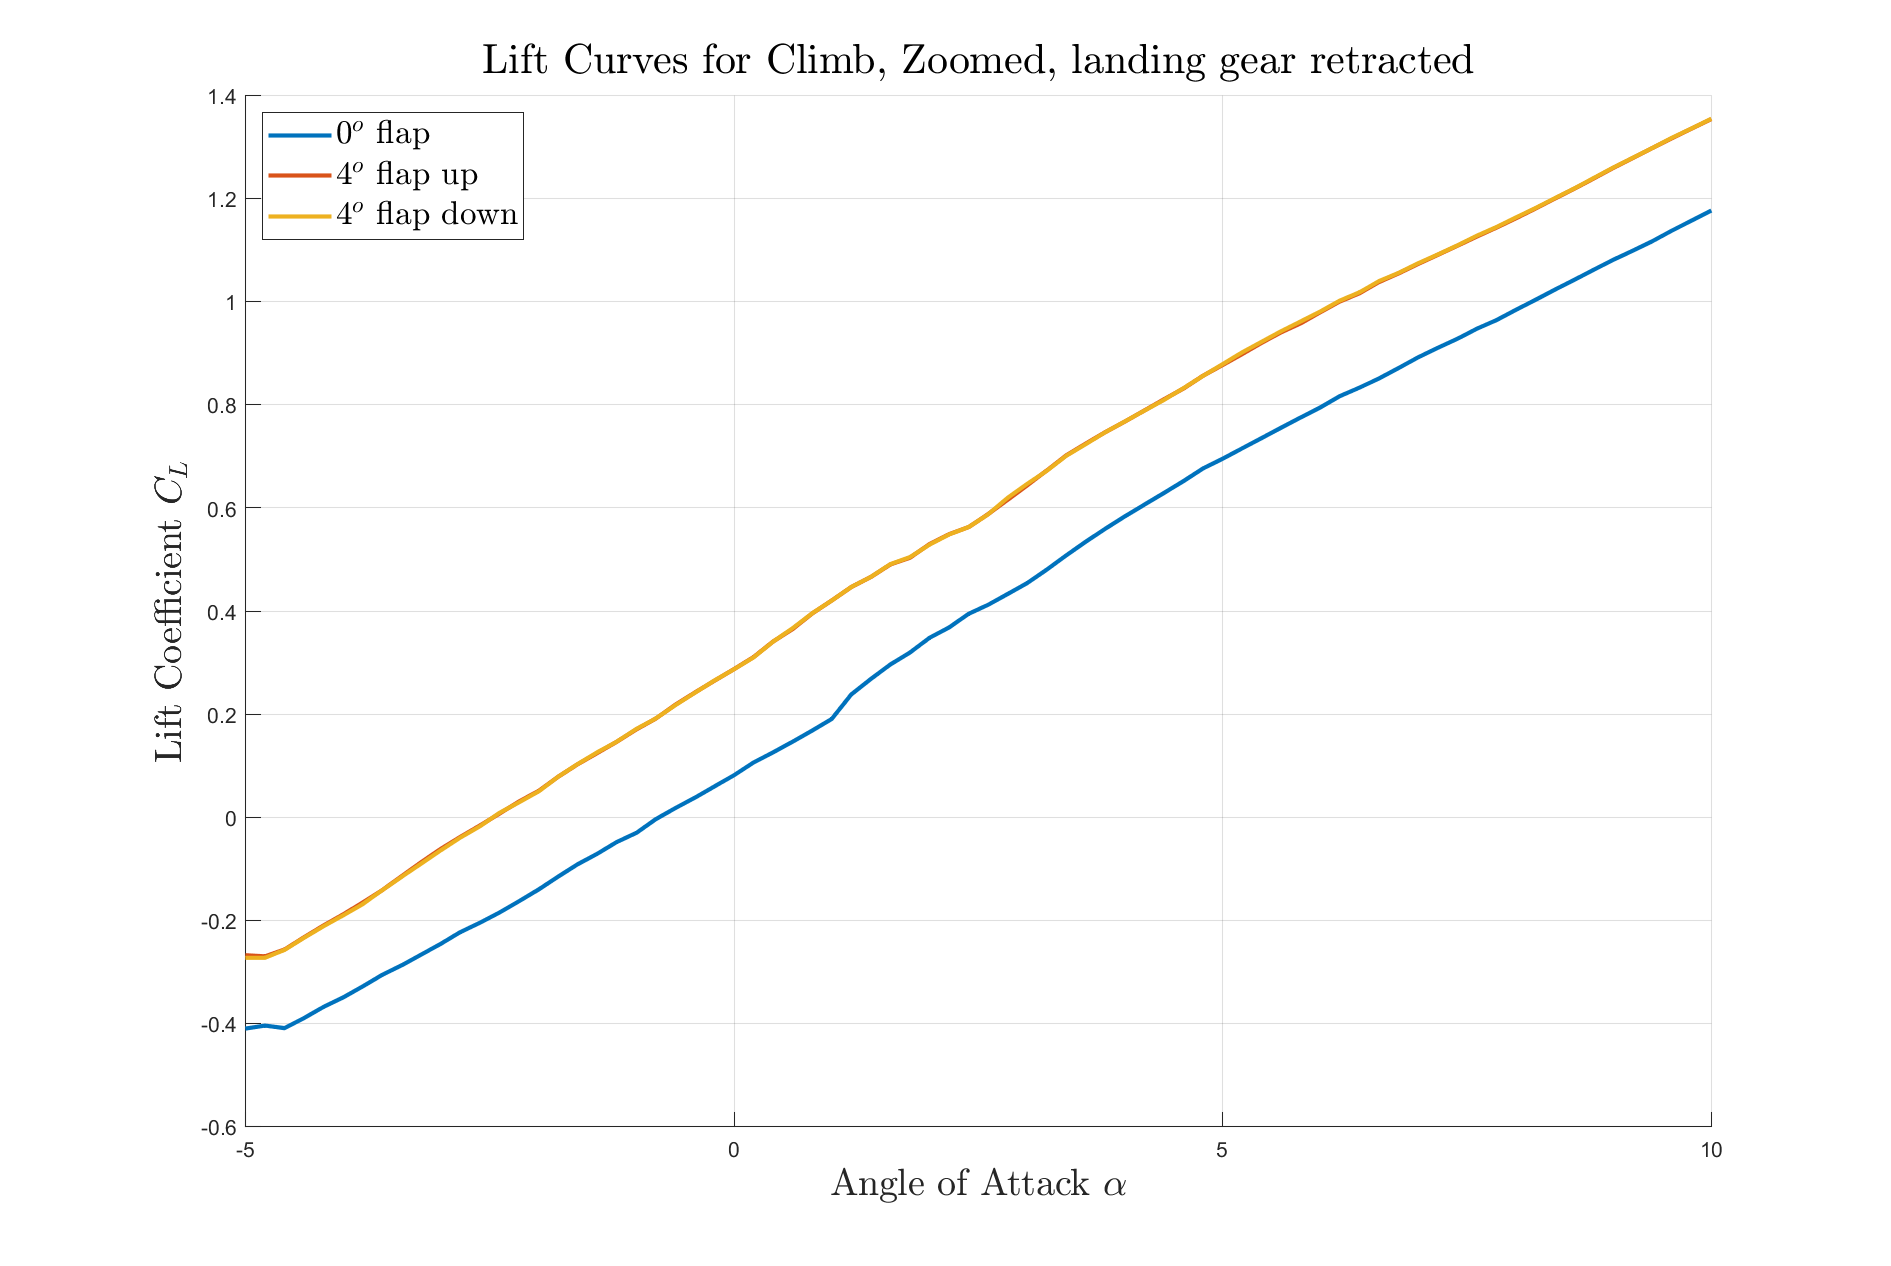 Lift Curves for Climb, Zoomed, landing gear retracted
1.4
1.2
1
0.8
0.6
0.4
0.2
0
-0.2
-0.4
-0.6
0° flap
4° flap up
4° flap down
Lift Coefficient C_L
-5 0 5 10
Angle of Attack α